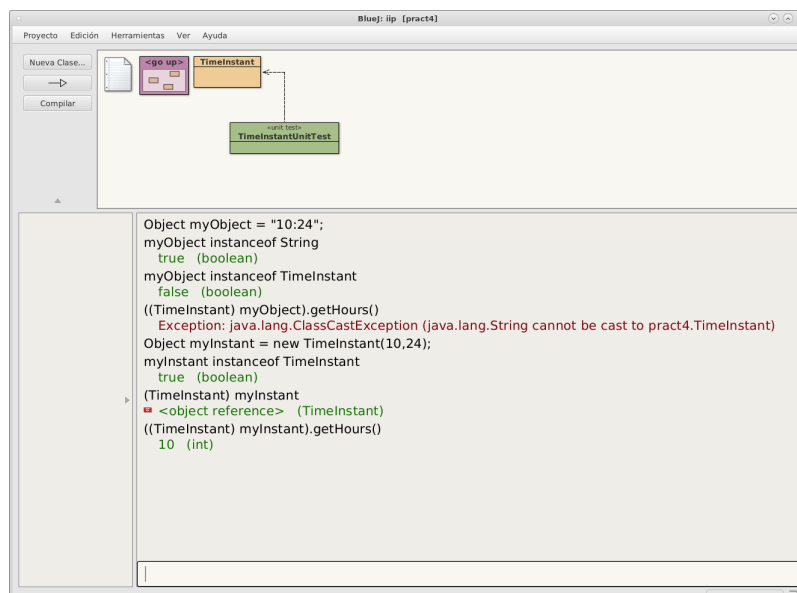 BlueJ: iip [pract4]
Proyecto Edición Herramientas Ver Ayuda
Nueva Clase...
Compilar
<go up>
TimeInstant
«unit test»
TimeInstantUnitTest
Object myObject = "10:24";
myObject instanceof String
true (boolean)
myObject instanceof TimeInstant
false (boolean)
((TimeInstant) myObject).getHours()
Exception: java.lang.ClassCastException (java.lang.String cannot be cast to pract4.TimeInstant)
Object myInstant = new TimeInstant(10,24);
myInstant instanceof TimeInstant
true (boolean)
(TimeInstant) myInstant
<object reference> (TimeInstant)
((TimeInstant) myInstant).getHours()
10 (int)